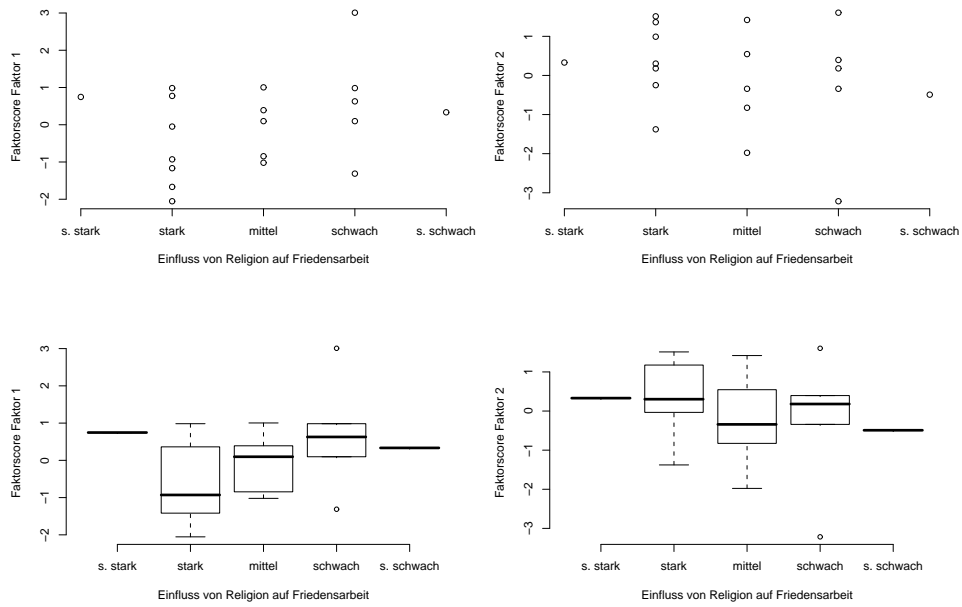 Faktorscore Faktor 1
3
2
1
0
−1
−2
s. stark stark mittel schwach s. schwach
Einfluss von Religion auf Friedensarbeit
Faktorscore Faktor 2
1
0
−1
−2
−3
s. stark stark mittel schwach s. schwach
Einfluss von Religion auf Friedensarbeit
Faktorscore Faktor 1
3
2
1
0
−1
−2
s. stark stark mittel schwach s. schwach
Einfluss von Religion auf Friedensarbeit
Faktorscore Faktor 2
1
0
−1
−2
−3
s. stark stark mittel schwach s. schwach
Einfluss von Religion auf Friedensarbeit